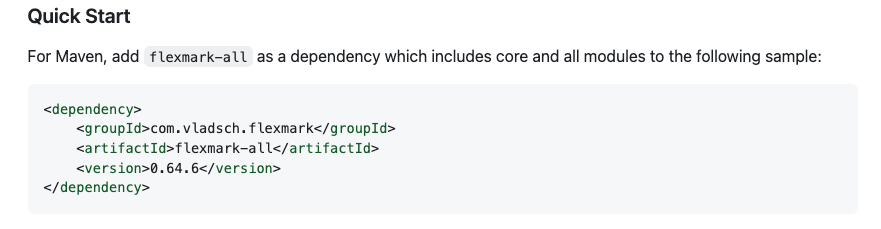 Quick Start
For Maven, add flexmark-all as a dependency which includes core and all modules to the following sample:
<dependency>
    <groupId>com.vladsch.flexmark</groupId>
    <artifactId>flexmark-all</artifactId>
    <version>0.64.6</version>
</dependency>